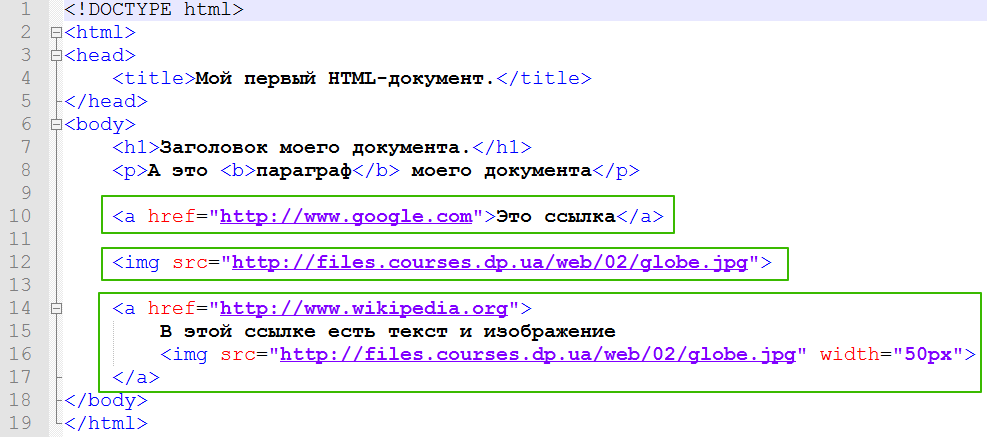 1 <!DOCTYPE html>
2 <html>
3 <head>
4 <title>Мой первый HTML-документ.</title>
5 </head>
6 <body>
7 <h1>Заголовок моего документа.</h1>
8 <p>А это <b>параграф</b> моего документа</p>
9
10 <a href="http://www.google.com">Это ссылка</a>
11
12 <img src="http://files.courses.dp.ua/web/02/globe.jpg">
13
14 <a href="http://www.wikipedia.org">
15 В этой ссылке есть текст и изображение
16 <img src="http://files.courses.dp.ua/web/02/globe.jpg" width="50px">
17 </a>
18 </body>
19 </html>